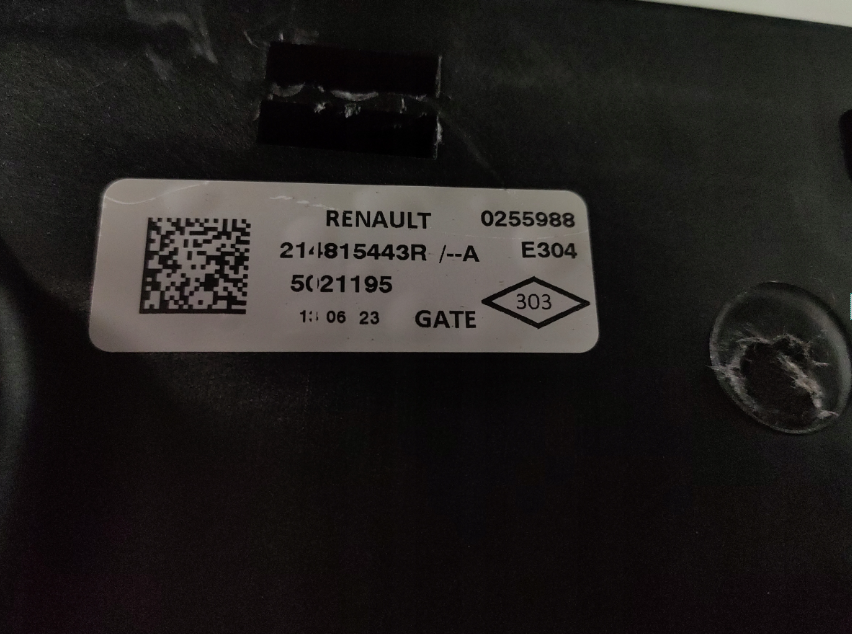 RENAULT 0255988
214815443R /--A E304
5021195
303
06 23 GATE